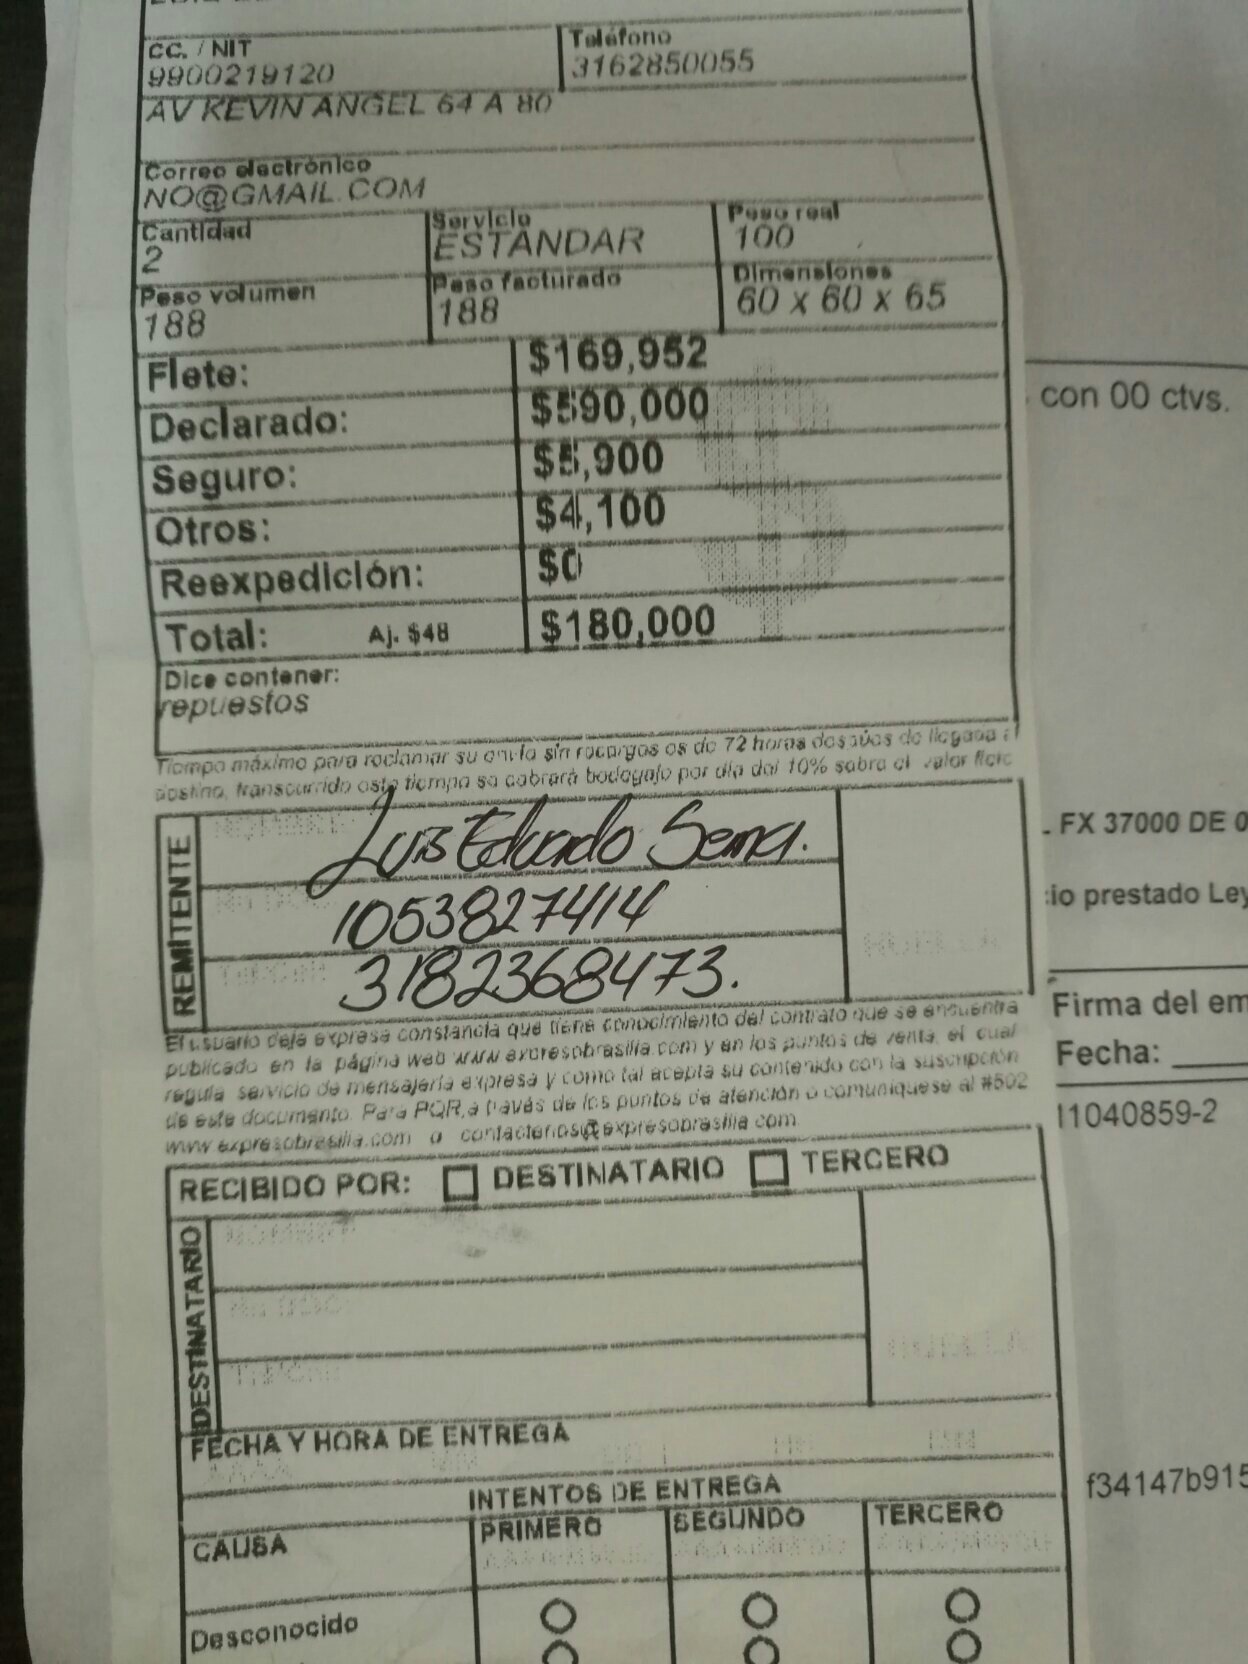 CC. / NIT Teléfono
9900219120 3162850055
AV KEVIN ANGEL 64 A 80
Correo electrónico
NO@GMAIL.COM
Cantidad Servicio Peso real
2 ESTANDAR 100
Peso volumen Peso facturado Dimensiones
188 188 60 x 60 x 65
Flete: $169,952
Declarado: $590,000
Seguro: $5,900
Otros: $4,100
Reexpedición: $0
Total: Aj. $48 $180,000
Dice contener:
repuestos
Tiempo máximo para reclamar su envío sin recargos es de 72 horas después de llegada a
destino, transcurrido este tiempo se cobrará bodegaje por día del 10% sobre el valor flete
REMITENTE
Luis Eduardo Serna.
1053827414
3182368473.
El usuario deja expresa constancia que tiene conocimiento del contrato que se encuentra
publicado en la página web www.expresobrasilia.com y en los puntos de venta, el cual
regula servicio de mensajería expresa y como tal acepta su contenido con la suscripción
de este documento. Para PQR, a través de los puntos de atención o comuniquese al #502
www.expresobrasilia.com o contactenos@expresobrasilia.com
RECIBIDO POR: DESTINATARIO TERCERO
DESTINATARIO
FECHA Y HORA DE ENTREGA
INTENTOS DE ENTREGA
CAUSA PRIMERO SEGUNDO TERCERO
Desconocido
con 00 ctvs.
FX 37000 DE 0
cio prestado Ley
Firma del em
Fecha:
I1040859-2
f34147b915